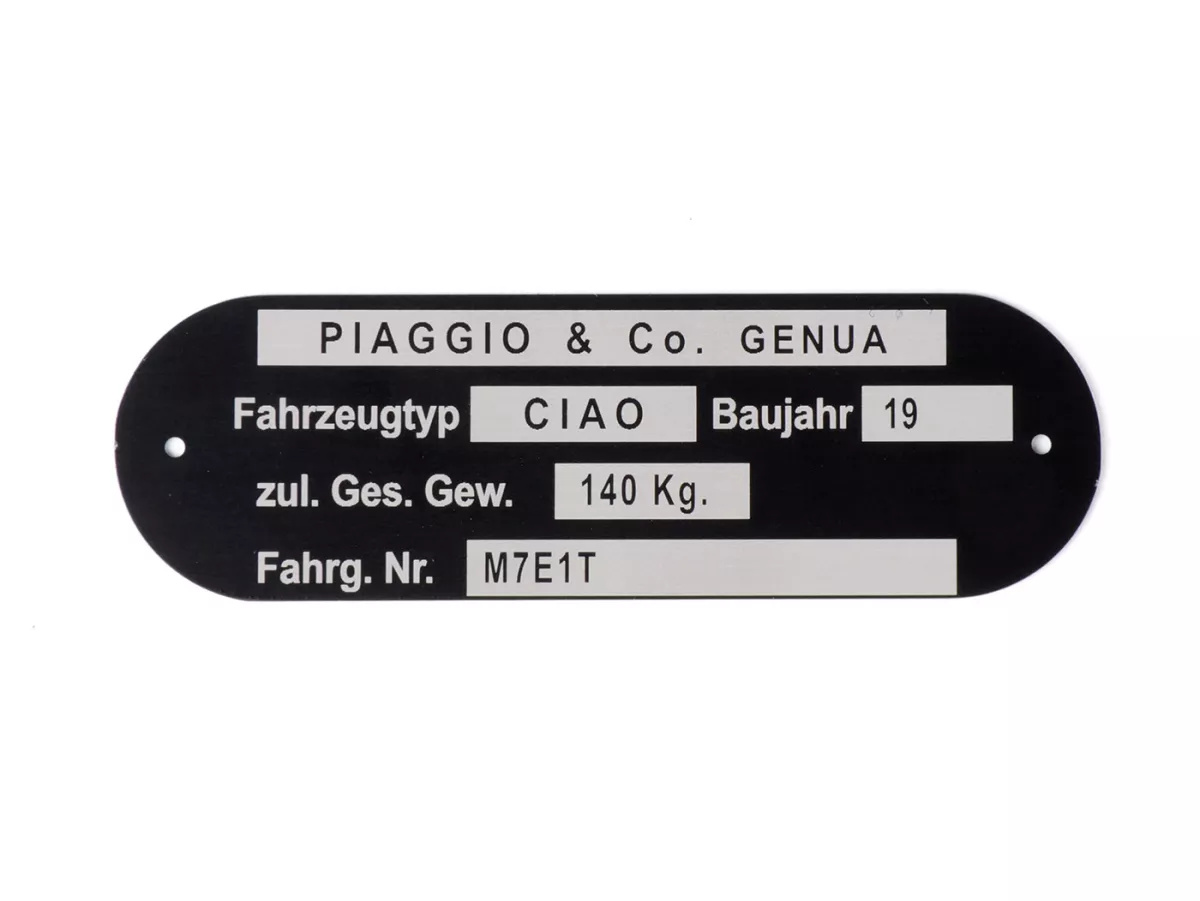 PIAGGIO & Co. GENUA
Fahrzeugtyp CIAO Baujahr 19
zul. Ges. Gew. 140 Kg.
Fahrg. Nr. M7E1T